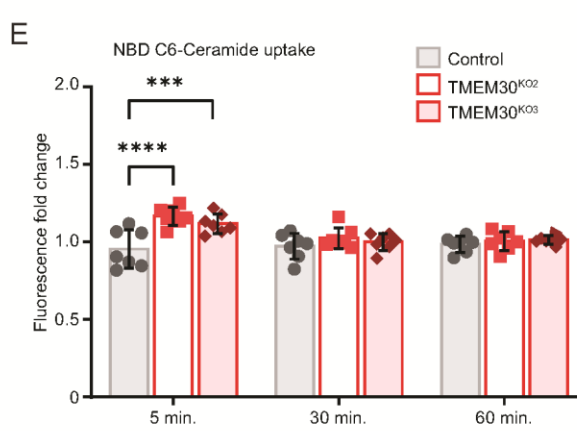 E
NBD C6-Ceramide uptake
Control
TMEM30ᴷᴼ²
TMEM30ᴷᴼ³
Fluorescence fold change
2.0
1.5
1.0
0.5
0
***
****
5 min.
30 min.
60 min.